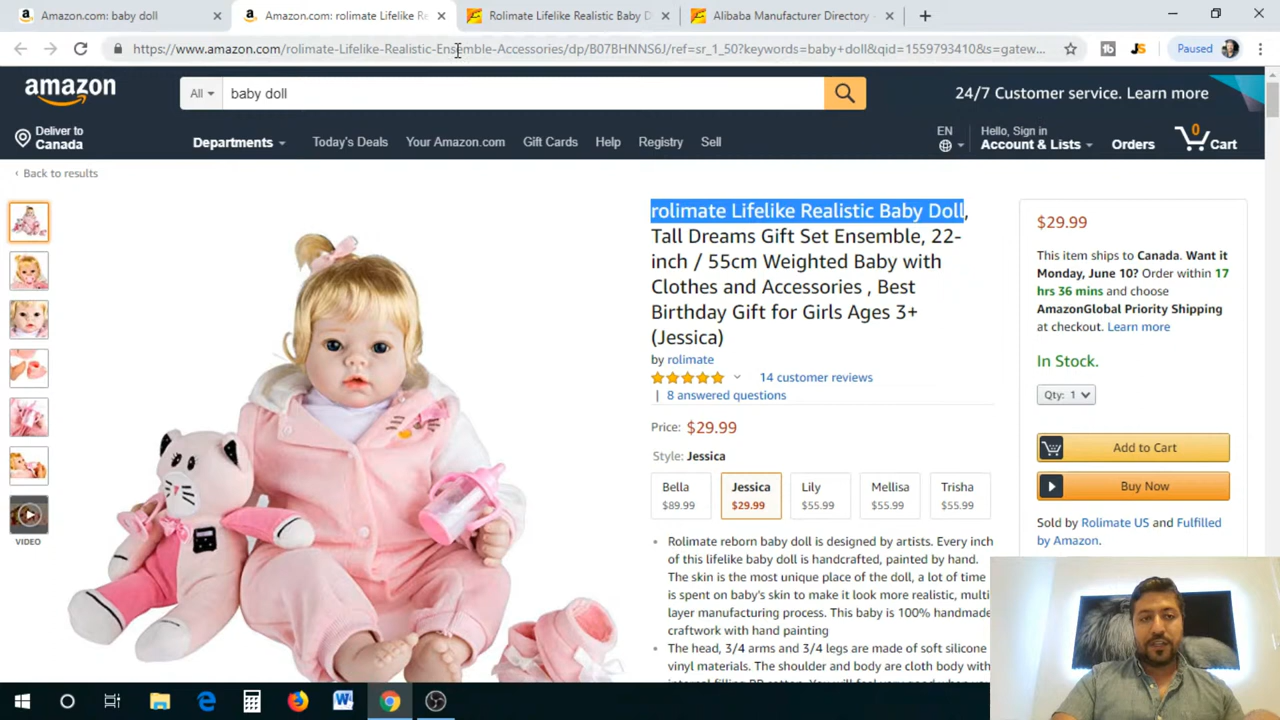 Amazon.com: baby doll
Amazon.com: rolimate Lifelike Re
Rolimate Lifelike Realistic Baby D
Alibaba Manufacturer Directory -
https://www.amazon.com/rolimate-Lifelike-Realistic-Ensemble-Accessories/dp/B07BHNNS6J/ref=sr_1_50?keywords=baby+doll&qid=1559793410&s=gatew...
tb
JS
Paused
amazon
All
baby doll
24/7 Customer service. Learn more
Deliver to
Canada
Departments
Today's Deals
Your Amazon.com
Gift Cards
Help
Registry
Sell
EN
Hello, Sign in
Account & Lists
Orders
0
Cart
‹ Back to results
VIDEO
rolimate Lifelike Realistic Baby Doll,
Tall Dreams Gift Set Ensemble, 22-
inch / 55cm Weighted Baby with
Clothes and Accessories , Best
Birthday Gift for Girls Ages 3+
(Jessica)
by rolimate
14 customer reviews
| 8 answered questions
Price: $29.99
Style: Jessica
Bella
$89.99
Jessica
$29.99
Lily
$55.99
Mellisa
$55.99
Trisha
$55.99
• Rolimate reborn baby doll is designed by artists. Every inch
of this lifelike baby doll is handcrafted, painted by hand.
The skin is the most unique place of the doll, a lot of time
is spent on baby's skin to make it look more realistic, multi
layer manufacturing process. This baby is 100% handmade
craftwork with hand painting
• The head, 3/4 arms and 3/4 legs are made of soft silicone
vinyl materials. The shoulder and body are cloth body with
$29.99
This item ships to Canada. Want it
Monday, June 10? Order within 17
hrs 36 mins and choose
AmazonGlobal Priority Shipping
at checkout. Learn more
In Stock.
Qty: 1
Add to Cart
Buy Now
Sold by Rolimate US and Fulfilled
by Amazon.